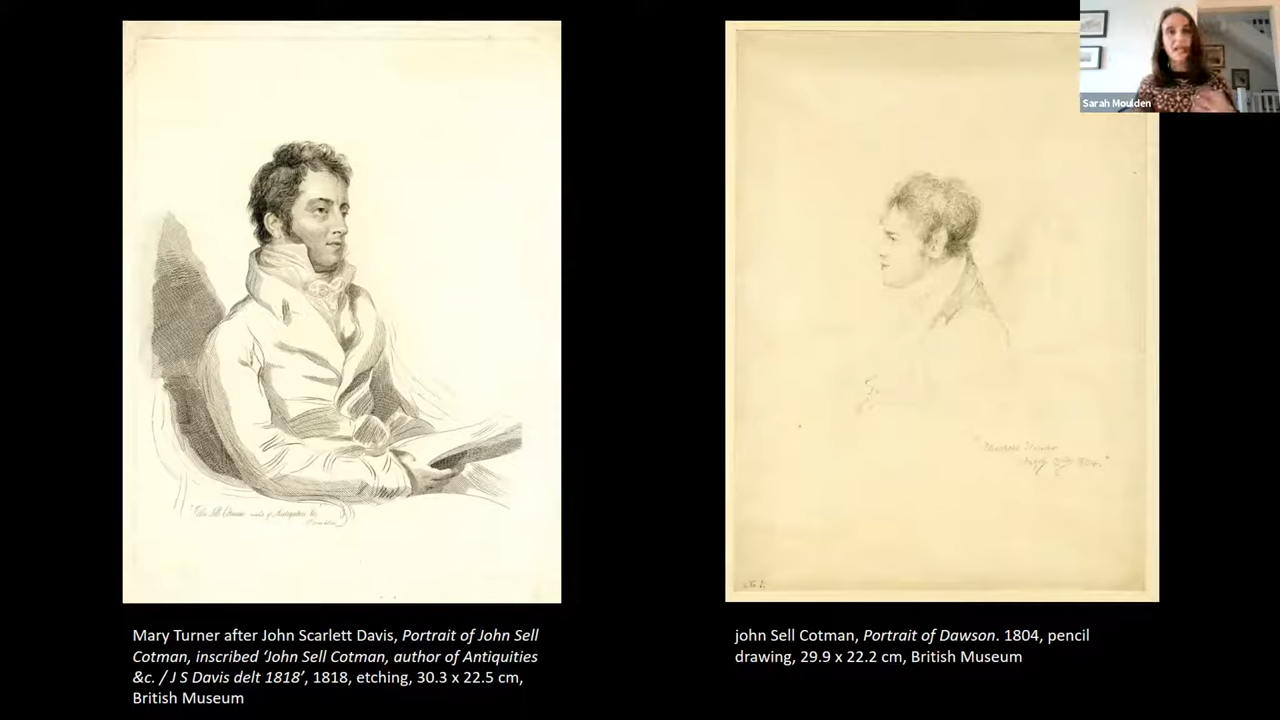 Sarah Moulden
Mary Turner after John Scarlett Davis, Portrait of John Sell
Cotman, inscribed ‘John Sell Cotman, author of Antiquities
&c. / J S Davis delt 1818’, 1818, etching, 30.3 x 22.5 cm,
British Museum
john Sell Cotman, Portrait of Dawson. 1804, pencil
drawing, 29.9 x 22.2 cm, British Museum